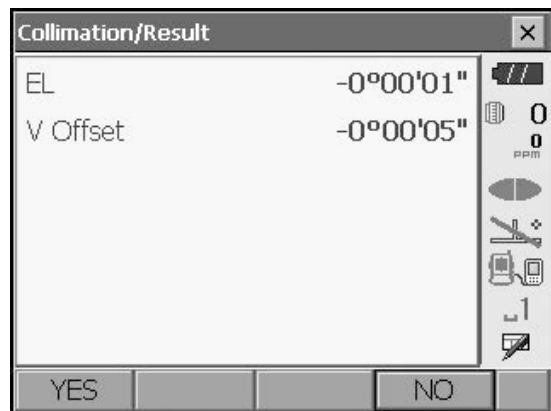 Collimation/Result
EL -0°00'01"
V Offset -0°00'05"
0
0
PPM
1
YES NO